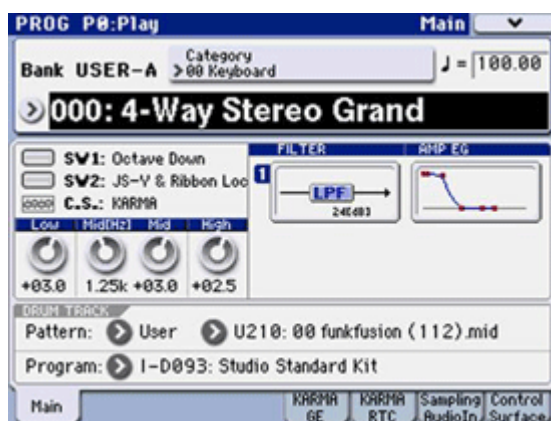 PROG P0:Play Main
Bank USER-A Category >00 Keyboard ♩ = 100.00
000: 4-Way Stereo Grand
SW1: Octave Down
SW2: JS-Y & Ribbon Loc
C.S.: KARMA
Low Mid[Hz] Mid High
+03.0 1.25k +03.0 +02.5
FILTER AMP EG
1 LPF
24[dB]
DRUM TRACK
Pattern: User U210: 00 funkfusion (112).mid
Program: I-D093: Studio Standard Kit
Main KARMA GE KARMA RTC Sampling AudioIn Control Surface